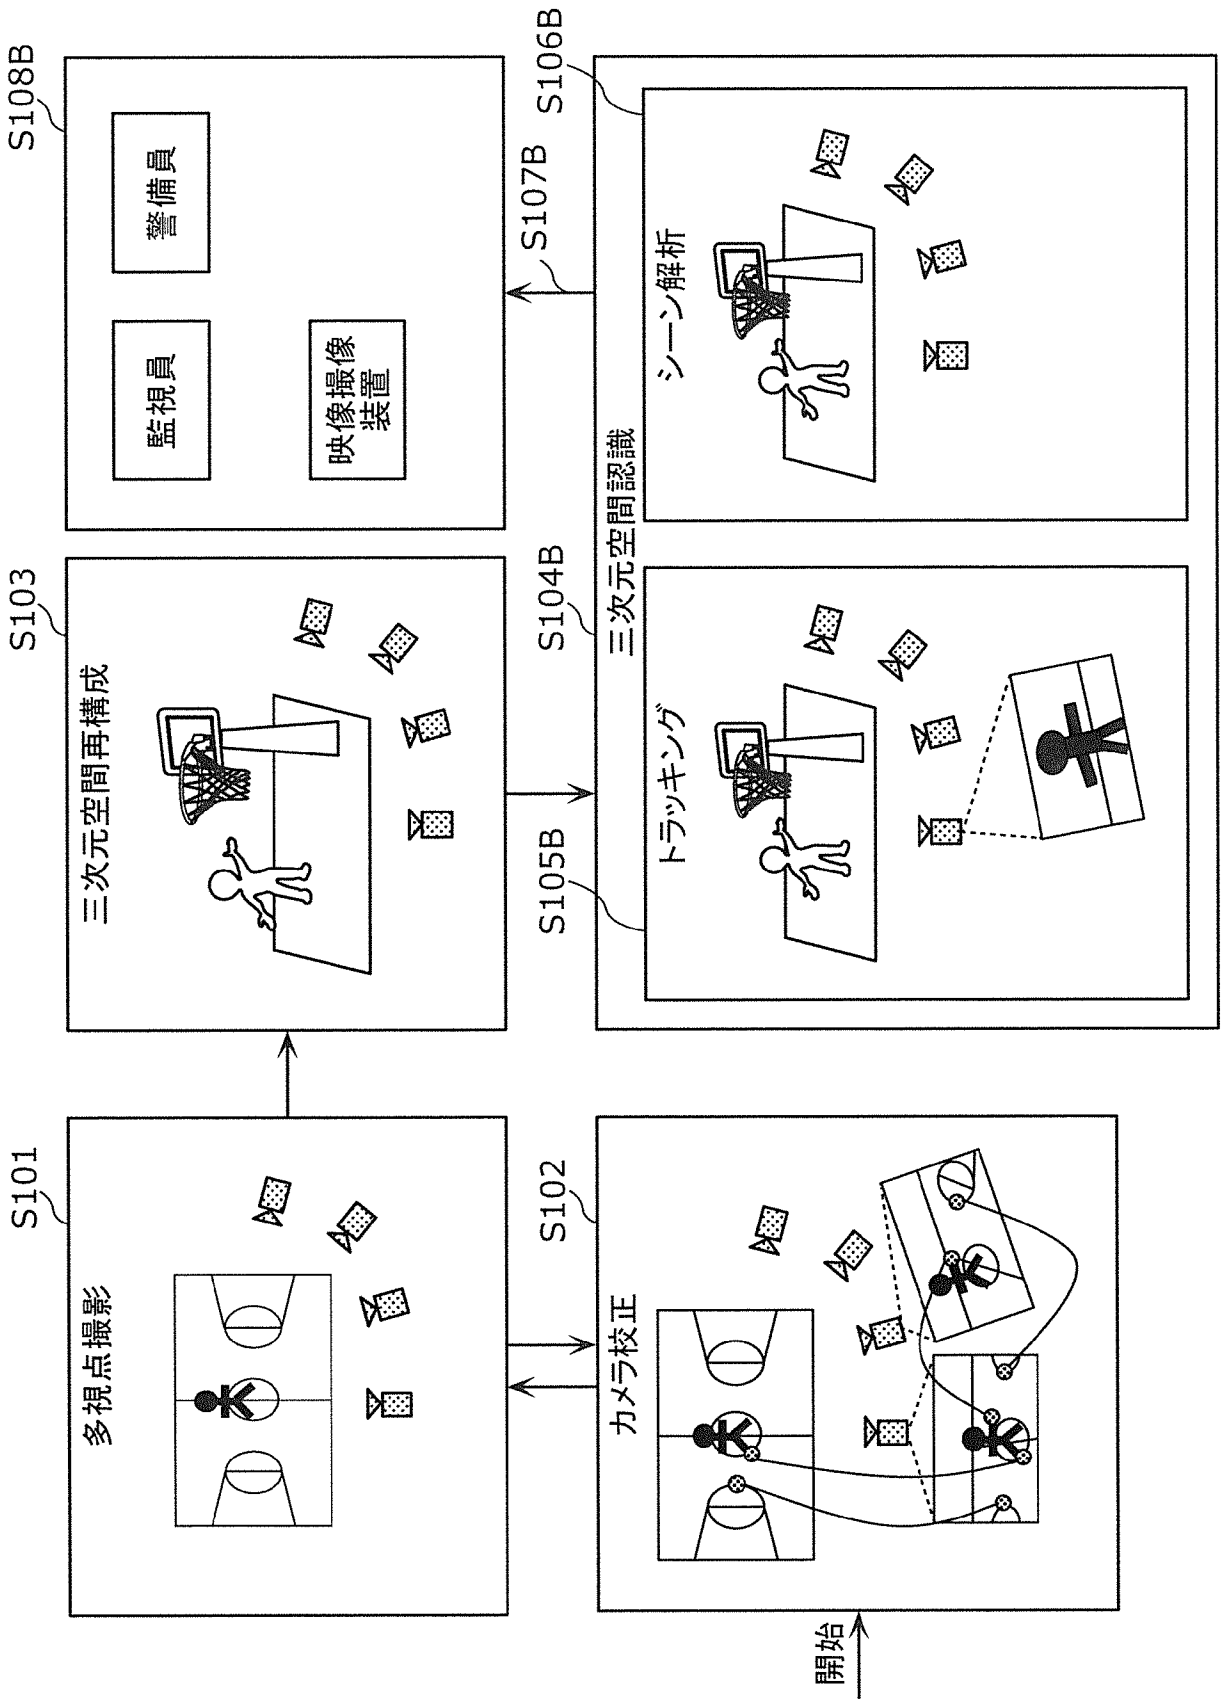 S101
多視点撮影
S103
三次元空間再構成
S108B
監視員
警備員
映像撮像
装置
S107B
開始
S102
カメラ校正
S104B
三次元空間認識
S105B
トラッキング
S106B
シーン解析